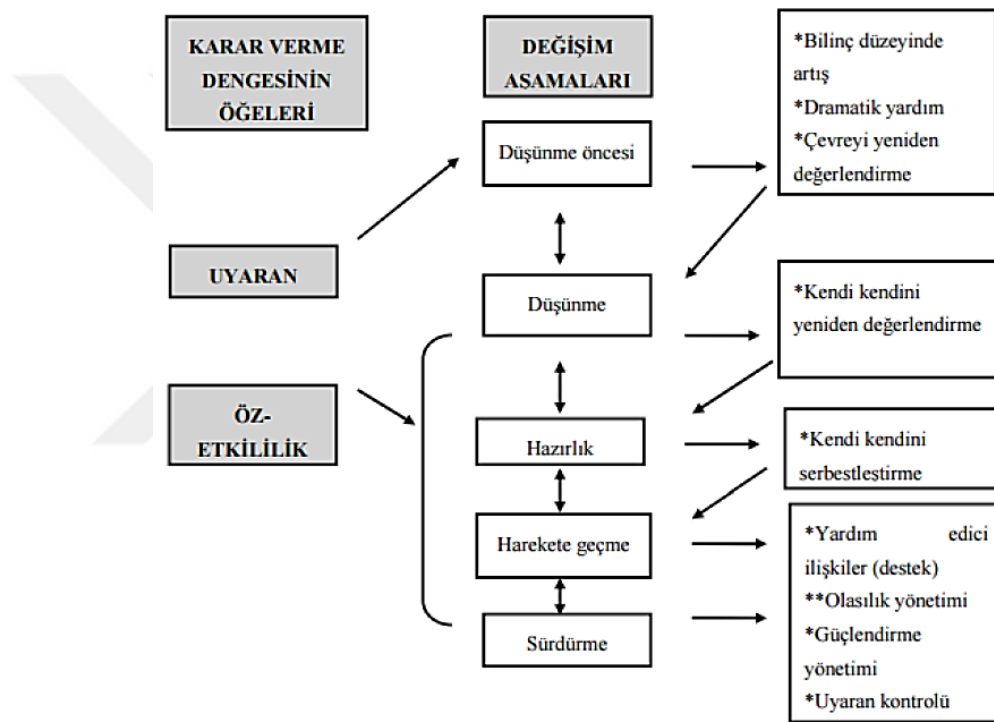 KARAR VERME
DENGESİNİN
ÖĞELERİ
UYARAN
ÖZ-
ETKİLİLİK
DEĞİŞİM
AŞAMALARI
Düşünme öncesi
Düşünme
Hazırlık
Harekete geçme
Sürdürme
*Bilinç düzeyinde
artış
*Dramatik yardım
*Çevreyi yeniden
değerlendirme
*Kendi kendini
yeniden değerlendirme
*Kendi kendini
serbestleştirme
*Yardım edici
ilişkiler (destek)
**Olasılık yönetimi
*Güçlendirme
yönetimi
*Uyaran kontrolü